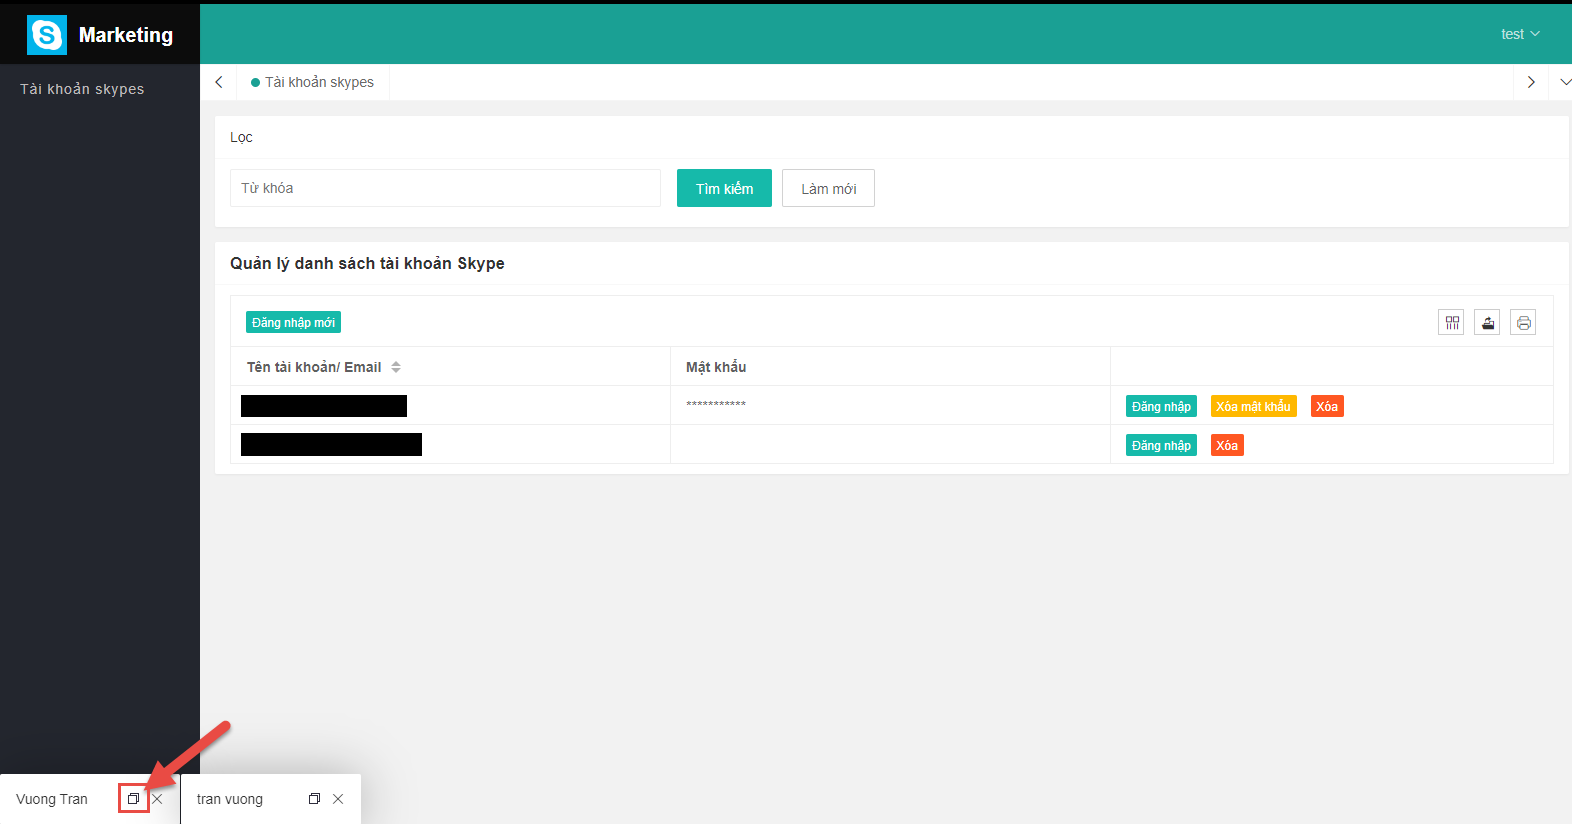 S Marketing
test
Tài khoản skypes
Tài khoản skypes
Lọc
Từ khóa
Tìm kiếm
Làm mới
Quản lý danh sách tài khoản Skype
Đăng nhập mới
Tên tài khoản/ Email
Mật khẩu
***********
Đăng nhập
Xóa mật khẩu
Xóa
Đăng nhập
Xóa
Vuong Tran
tran vuong